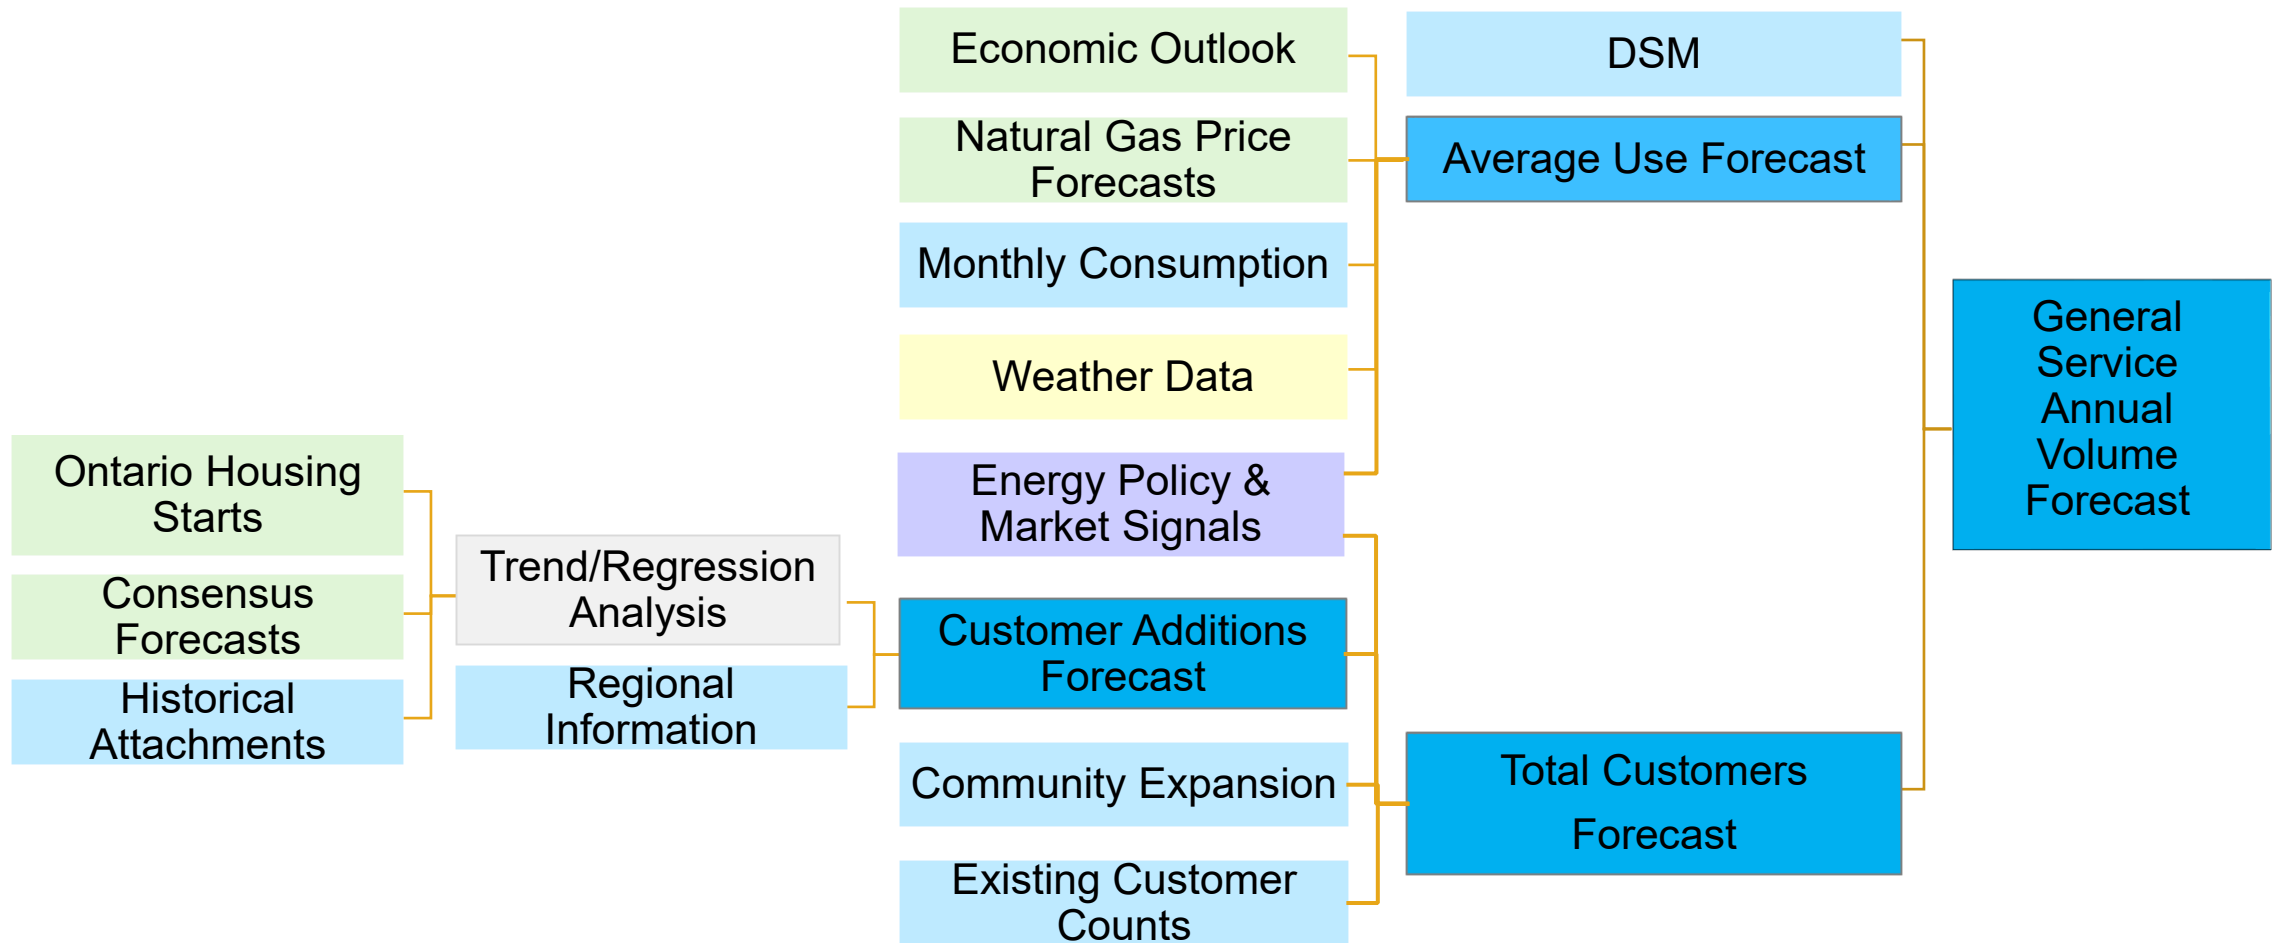 Economic Outlook
DSM
Natural Gas Price
Forecasts
Average Use Forecast
Monthly Consumption
Weather Data
General
Service
Annual
Volume
Forecast
Ontario Housing
Starts
Energy Policy &
Market Signals
Trend/Regression
Analysis
Consensus
Forecasts
Customer Additions
Forecast
Historical
Attachments
Regional
Information
Community Expansion
Total Customers
Forecast
Existing Customer
Counts